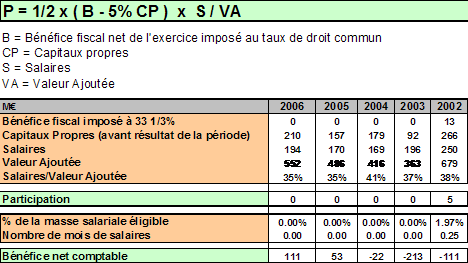 P = 1/2 x ( B - 5% CP ) x S / VA
B = Bénéfice fiscal net de l'exercice imposé au taux de droit commun
CP = Capitaux propres
S = Salaires
VA = Valeur Ajoutée
M€ 2006 2005 2004 2003 2002
Bénéfice fiscal imposé à 33 1/3% 0 0 0 0 13
Capitaux Propres (avant résultat de la période) 210 157 179 92 266
Salaires 194 170 169 196 250
Valeur Ajoutée 552 486 416 363 679
Salaires/Valeur Ajoutée 35% 35% 41% 37% 38%
Participation 0 0 0 0 5
% de la masse salariale éligible 0.00% 0.00% 0.00% 0.00% 1.97%
Nombre de mois de salaires 0.00 0.00 0.00 0.00 0.25
Bénéfice net comptable 111 53 -22 -213 -111